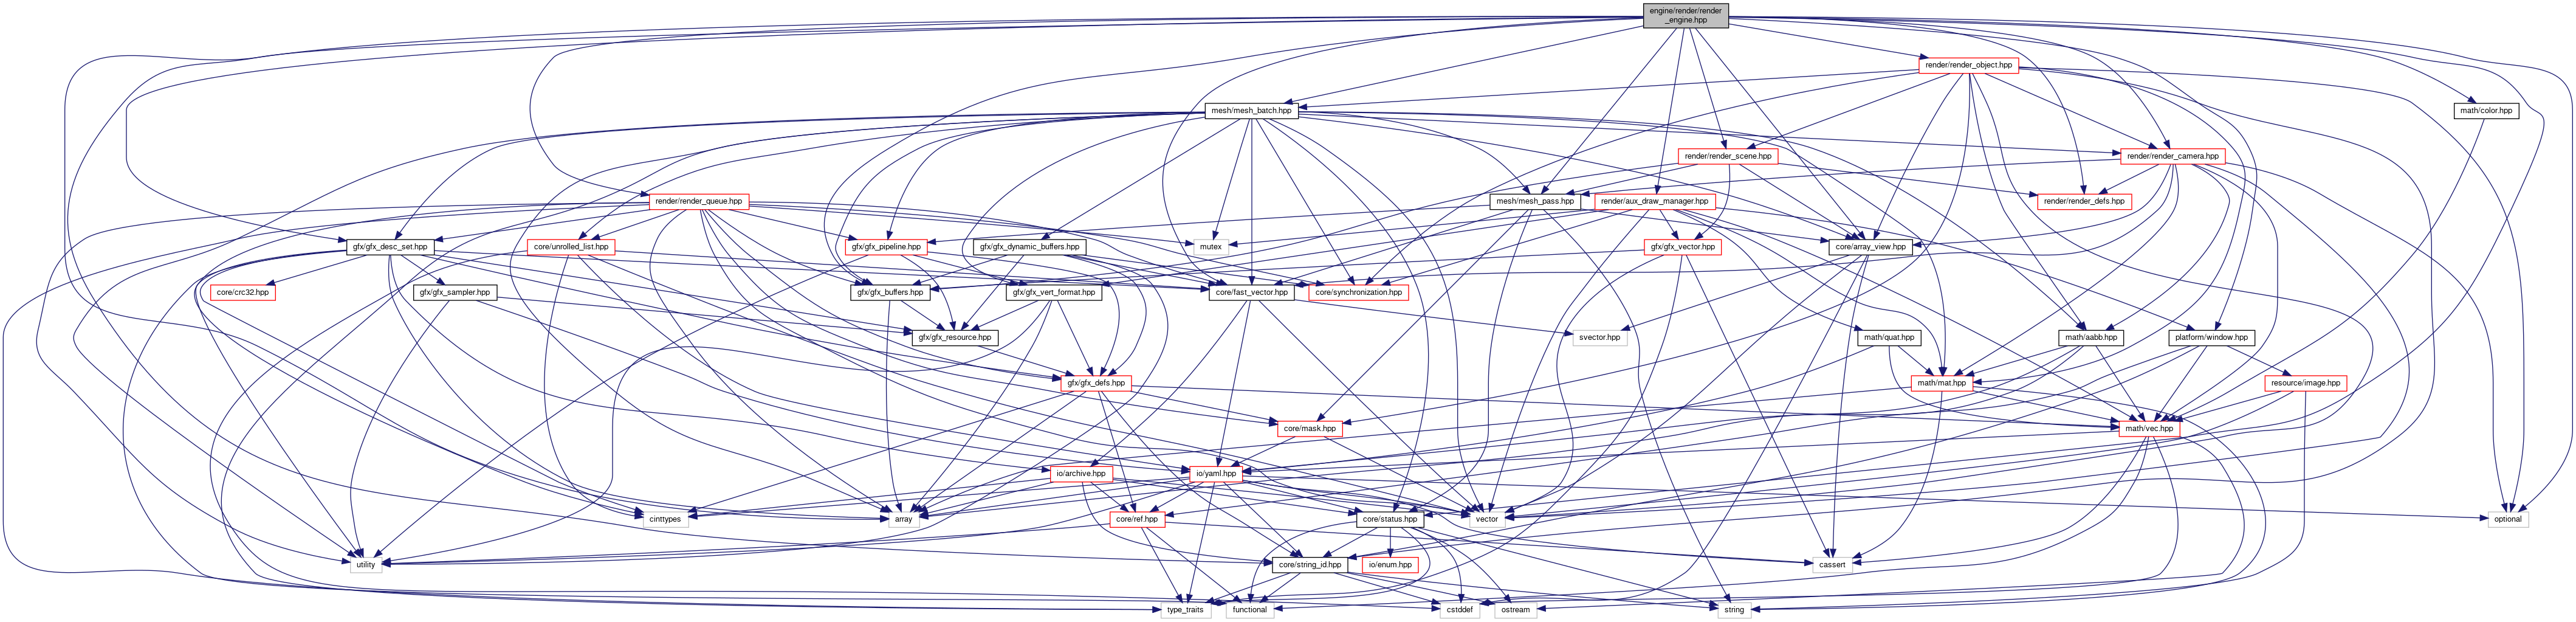 engine/render/render
_engine.hpp
render/render_object.hpp
mesh/mesh_batch.hpp
math/color.hpp
render/render_scene.hpp
render/render_camera.hpp
render/render_queue.hpp
mesh/mesh_pass.hpp
render/aux_draw_manager.hpp
render/render_defs.hpp
gfx/gfx_desc_set.hpp
core/unrolled_list.hpp
mutex
gfx/gfx_pipeline.hpp
gfx/gfx_dynamic_buffers.hpp
gfx/gfx_vector.hpp
core/array_view.hpp
core/crc32.hpp
gfx/gfx_sampler.hpp
gfx/gfx_buffers.hpp
gfx/gfx_vert_format.hpp
core/fast_vector.hpp
core/synchronization.hpp
gfx/gfx_resource.hpp
svector.hpp
math/quat.hpp
math/aabb.hpp
platform/window.hpp
gfx/gfx_defs.hpp
math/mat.hpp
resource/image.hpp
core/mask.hpp
math/vec.hpp
io/archive.hpp
io/yaml.hpp
cinttypes
array
core/ref.hpp
core/status.hpp
vector
optional
utility
core/string_id.hpp
io/enum.hpp
cassert
type_traits
functional
cstddef
ostream
string